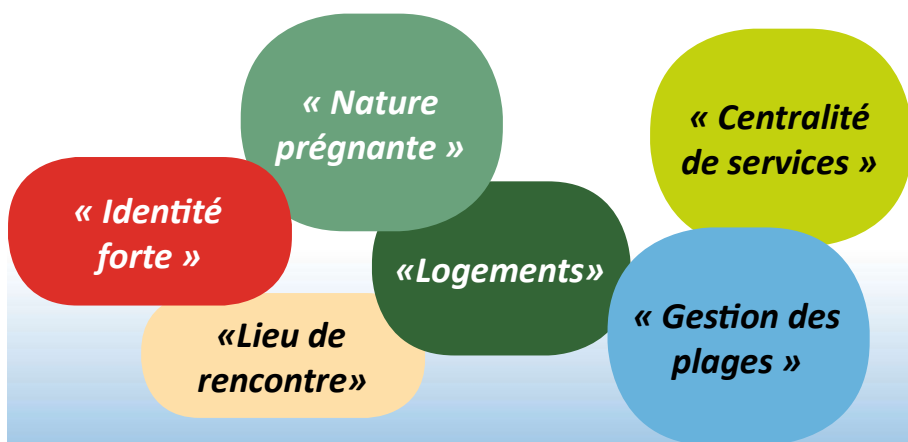 « Nature
prégnante »
« Centralité
de services »
« Identité
forte »
«Logements»
« Gestion des
plages »
«Lieu de
rencontre»